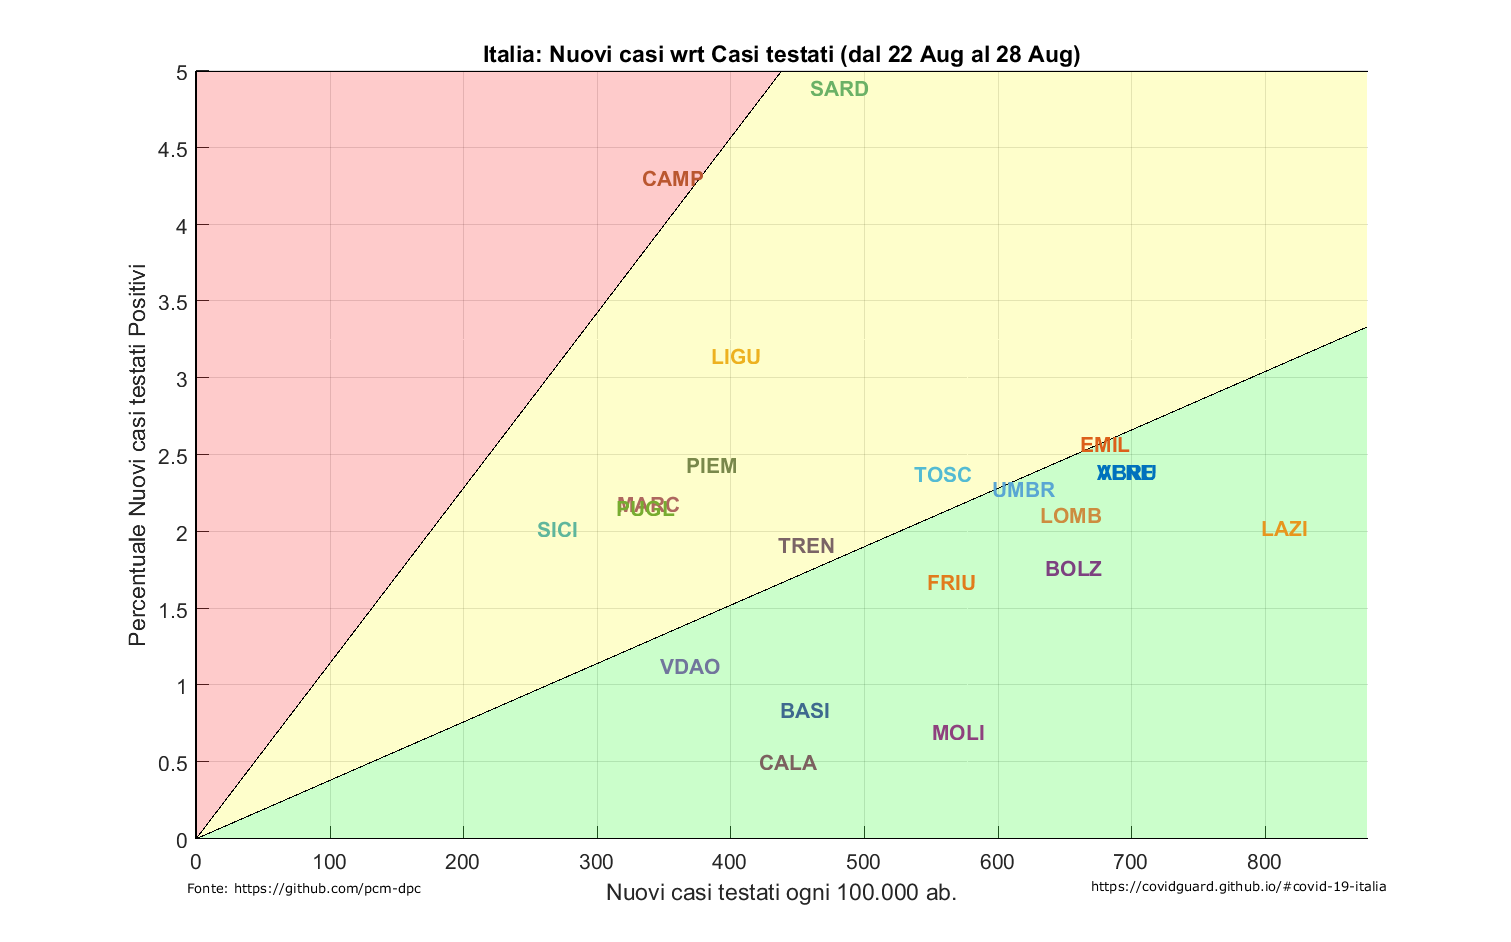 Italia: Nuovi casi wrt Casi testati (dal 22 Aug al 28 Aug)
5
SARD
4.5
CAMP
4
3.5
LIGU
3
EMIL
2.5
PIEM
TOSC
ABRU
UMBR
MARC
PUGL
LOMB
2
SICI
LAZI
TREN
BOLZ
FRIU
1.5
VDAO
1
BASI
MOLI
0.5
CALA
0
Percentuale Nuovi casi testati Positivi
0 100 200 300 400 500 600 700 800
Nuovi casi testati ogni 100.000 ab.
Fonte: https://github.com/pcm-dpc
https://covidguard.github.io/#covid-19-italia